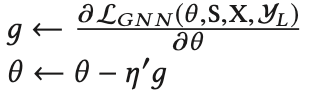 g ← ∂ℒ_GNN(θ,S,X,𝒴_L) / ∂θ
θ ← θ − η′g